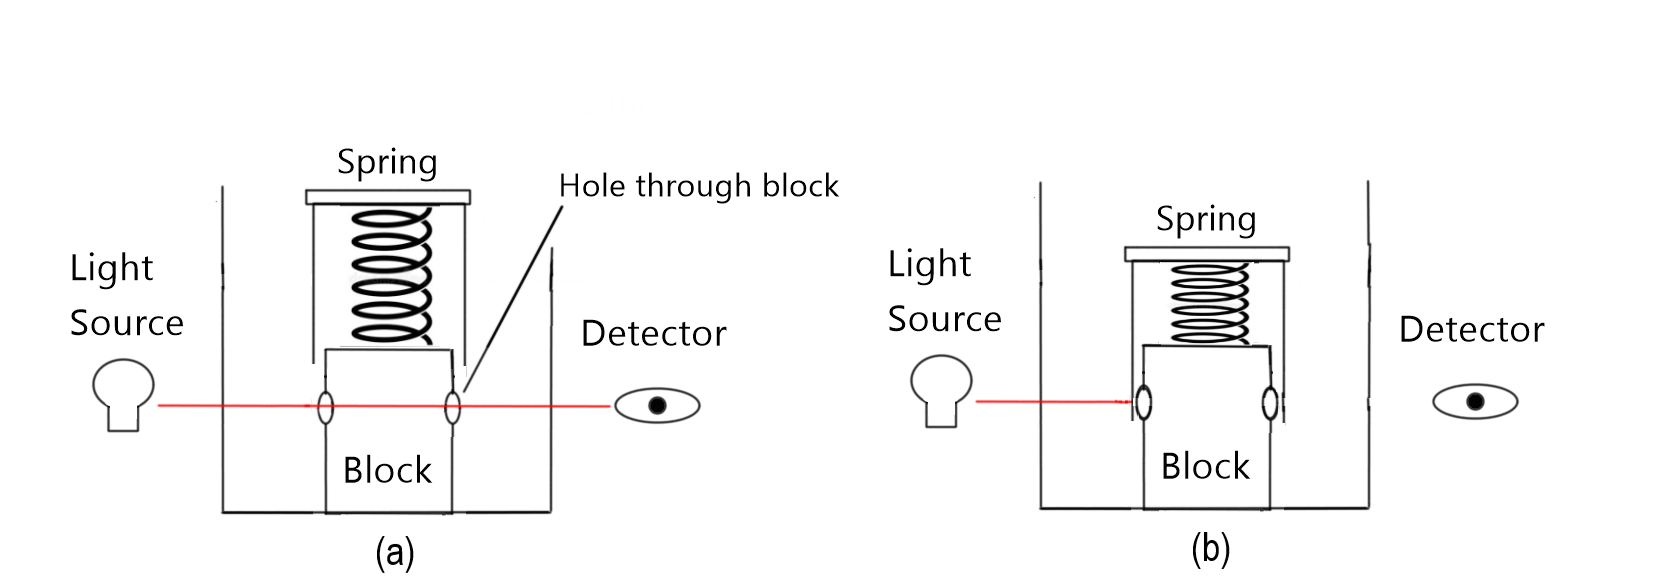 Spring
Hole through block
Light
Source
Detector
Block
(a)
Spring
Light
Source
Detector
Block
(b)